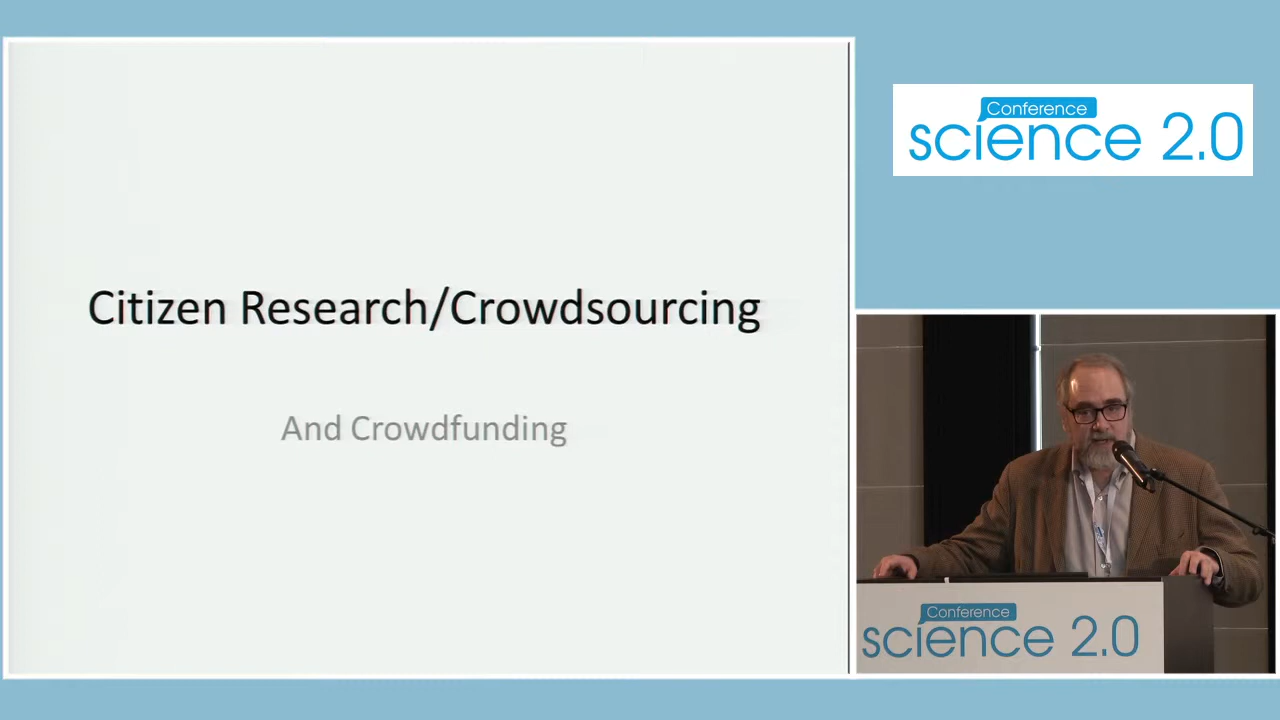 Citizen Research/Crowdsourcing
And Crowdfunding
Conference
science 2.0
Conference
science 2.0